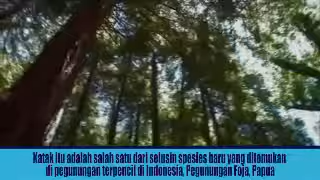 Katak itu adalah salah satu dari selusin spesies baru yang ditemukan
di pegunungan terpencil di Indonesia, Pegunungan Foja, Papua